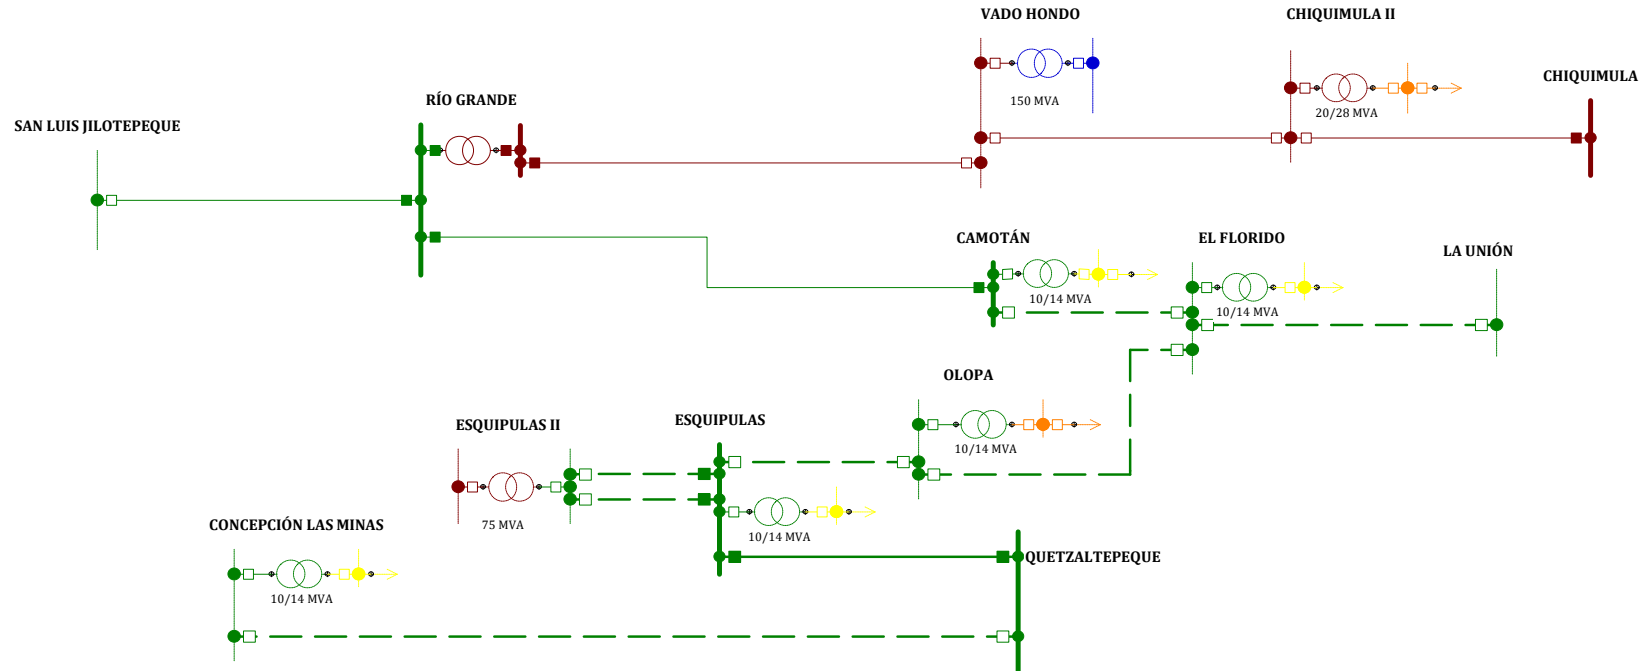 VADO HONDO
CHIQUIMULA II
CHIQUIMULA
RÍO GRANDE
150 MVA
20/28 MVA
SAN LUIS JILOTEPEQUE
CAMOTÁN
EL FLORIDO
LA UNIÓN
10/14 MVA
10/14 MVA
OLOPA
ESQUIPULAS II
ESQUIPULAS
10/14 MVA
75 MVA
10/14 MVA
CONCEPCIÓN LAS MINAS
QUETZALTEPEQUE
10/14 MVA